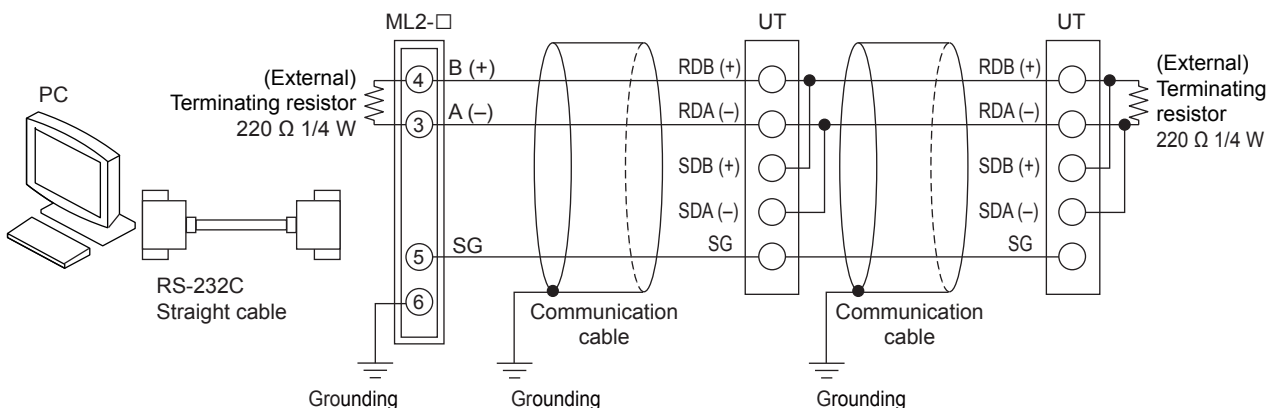 ML2-□
UT
UT
PC
(External)
Terminating resistor
220 Ω 1/4 W
4
B (+)
3
A (–)
5
SG
6
RDB (+)
RDA (–)
SDB (+)
SDA (–)
SG
RDB (+)
RDA (–)
SDB (+)
SDA (–)
SG
(External)
Terminating
resistor
220 Ω 1/4 W
RS-232C
Straight cable
Communication
cable
Communication
cable
Grounding
Grounding
Grounding